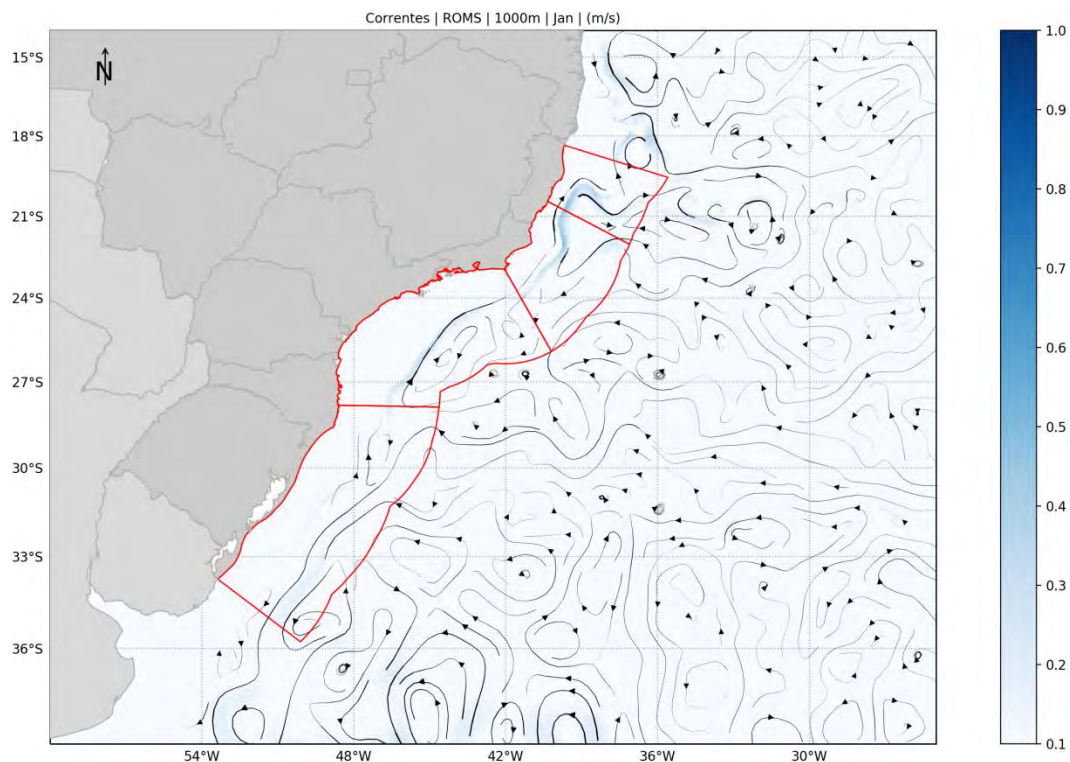 Correntes | ROMS | 1000m | Jan | (m/s)
N
15°S
18°S
21°S
24°S
27°S
30°S
33°S
36°S
54°W
48°W
42°W
36°W
30°W
1.0
0.9
0.8
0.7
0.6
0.5
0.4
0.3
0.2
0.1